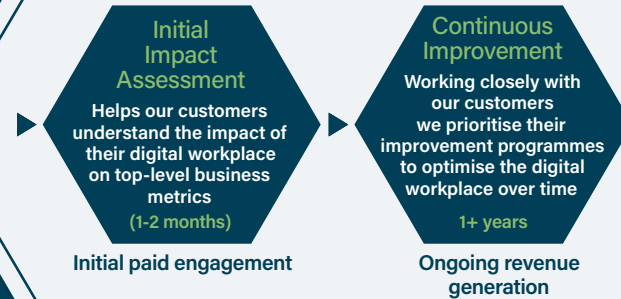 Initial
Impact
Assessment
Helps our customers
understand the impact of
their digital workplace
on top-level business
metrics
(1-2 months)
Initial paid engagement
Continuous
Improvement
Working closely with
our customers
we prioritise their
improvement programmes
to optimise the digital
workplace over time
1+ years
Ongoing revenue
generation